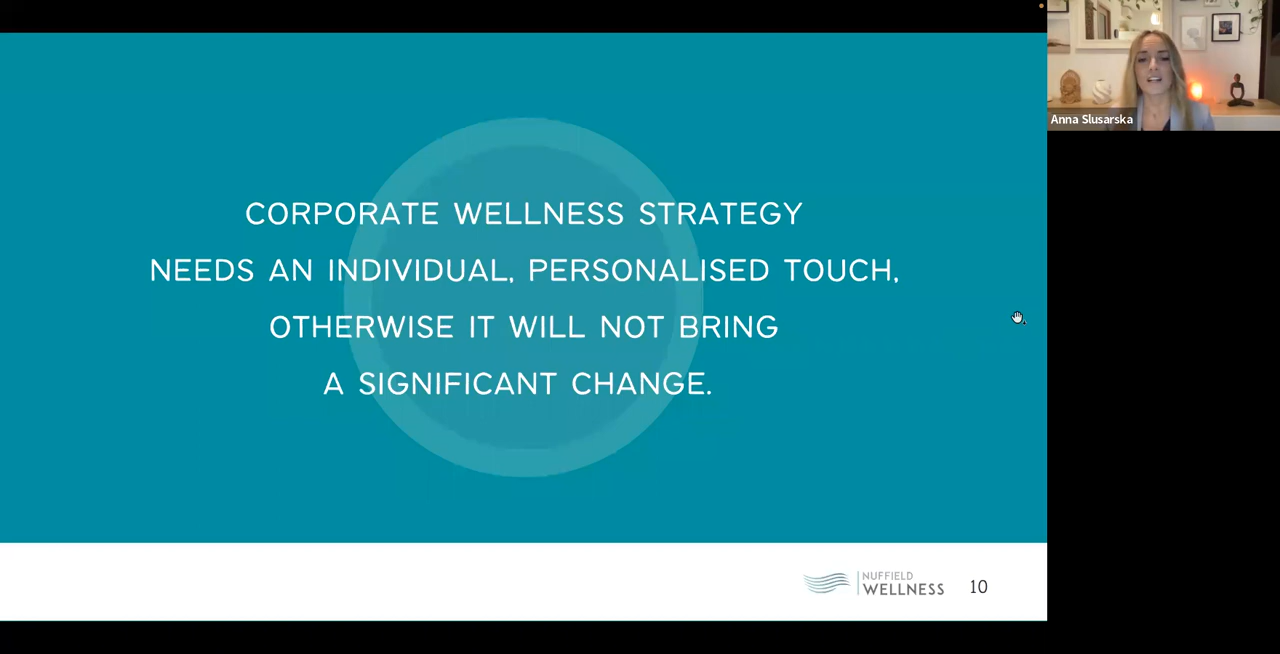 CORPORATE WELLNESS STRATEGY
NEEDS AN INDIVIDUAL, PERSONALISED TOUCH,
OTHERWISE IT WILL NOT BRING
A SIGNIFICANT CHANGE.
Anna Slusarska
NUFFIELD
WELLNESS
10